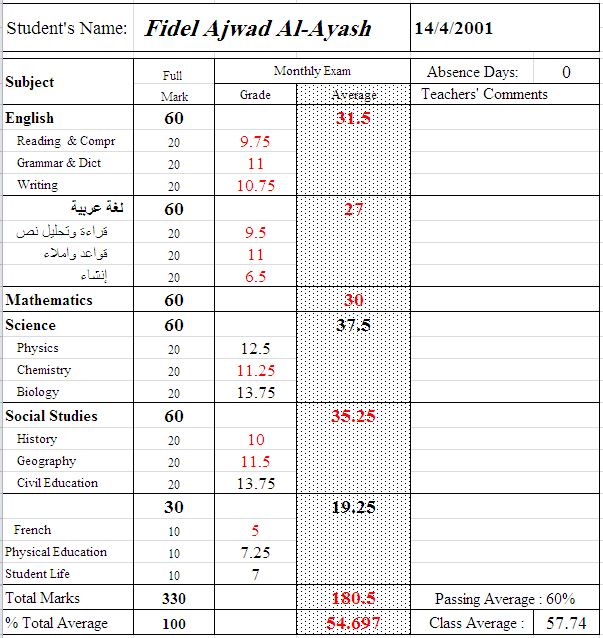 Student's Name: Fidel Ajwad Al-Ayash 14/4/2001
Subject Full Mark Monthly Exam Absence Days: 0
Grade Average Teachers' Comments
English 60 31.5
Reading & Compr 20 9.75
Grammar & Dict 20 11
Writing 20 10.75
لغة عربية 60 27
قراءة وتحليل نص 20 9.5
قواعد واملاء 20 11
إنشاء 20 6.5
Mathematics 60 30
Science 60 37.5
Physics 20 12.5
Chemistry 20 11.25
Biology 20 13.75
Social Studies 60 35.25
History 20 10
Geography 20 11.5
Civil Education 20 13.75
30 19.25
French 10 5
Physical Education 10 7.25
Student Life 10 7
Total Marks 330 180.5 Passing Average : 60%
% Total Average 100 54.697 Class Average : 57.74